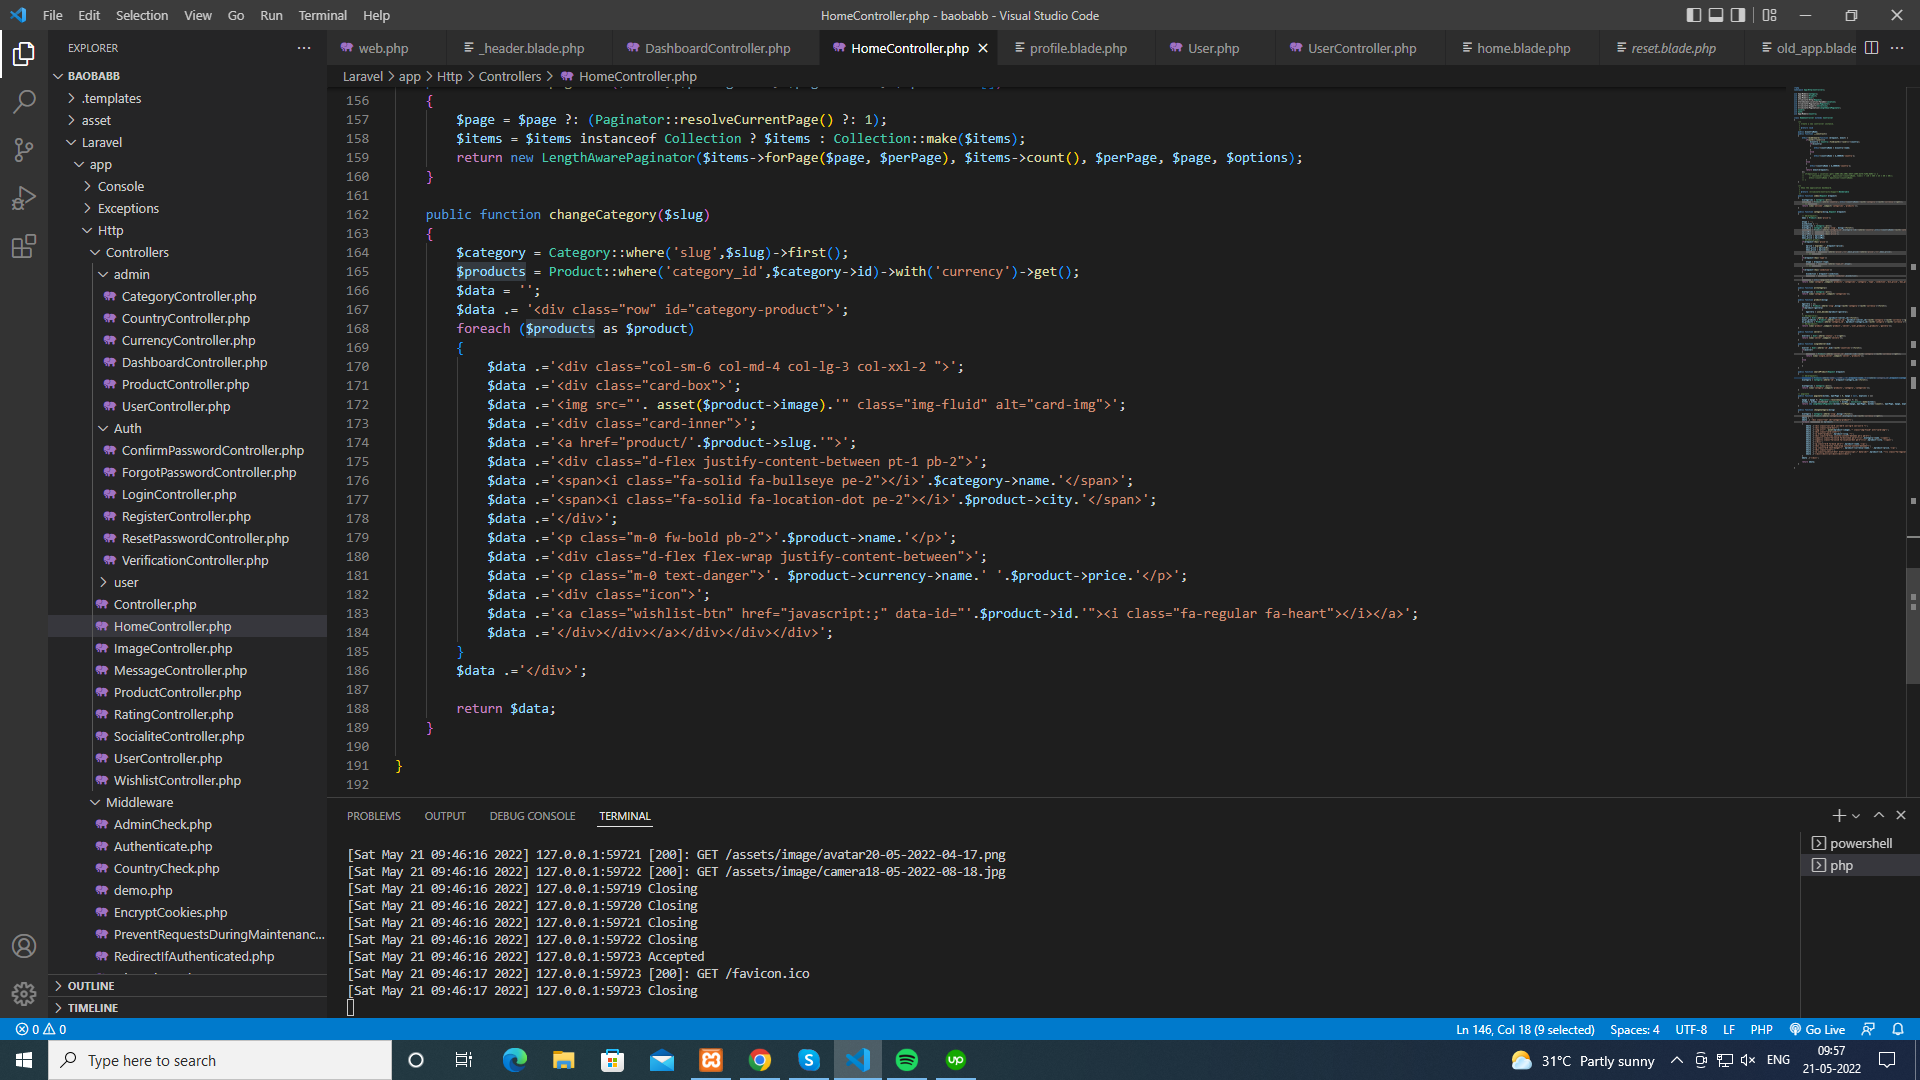 File Edit Selection View Go Run Terminal Help
HomeController.php - baobabb - Visual Studio Code
EXPLORER
web.php
_header.blade.php
DashboardController.php
HomeController.php
profile.blade.php
User.php
UserController.php
home.blade.php
reset.blade.php
old_app.blade
Laravel > app > Http > Controllers > HomeController.php
BAOBABB
.templates
asset
Laravel
app
Console
Exceptions
Http
Controllers
admin
CategoryController.php
CountryController.php
CurrencyController.php
DashboardController.php
ProductController.php
UserController.php
Auth
ConfirmPasswordController.php
ForgotPasswordController.php
LoginController.php
RegisterController.php
ResetPasswordController.php
VerificationController.php
user
Controller.php
HomeController.php
ImageController.php
MessageController.php
ProductController.php
RatingController.php
SocialiteController.php
UserController.php
WishlistController.php
Middleware
AdminCheck.php
Authenticate.php
CountryCheck.php
demo.php
EncryptCookies.php
PreventRequestsDuringMaintenanc...
RedirectIfAuthenticated.php
OUTLINE
TIMELINE
156 {
157 $page = $page ?: (Paginator::resolveCurrentPage() ?: 1);
158 $items = $items instanceof Collection ? $items : Collection::make($items);
159 return new LengthAwarePaginator($items->forPage($page, $perPage), $items->count(), $perPage, $page, $options);
160 }
161
162 public function changeCategory($slug)
163 {
164 $category = Category::where('slug',$slug)->first();
165 $products = Product::where('category_id',$category->id)->with('currency')->get();
166 $data = '';
167 $data .= '<div class="row" id="category-product">';
168 foreach ($products as $product)
169 {
170 $data .='<div class="col-sm-6 col-md-4 col-lg-3 col-xxl-2 ">';
171 $data .='<div class="card-box">';
172 $data .='<img src="'. asset($product->image).'" class="img-fluid" alt="card-img">';
173 $data .='<div class="card-inner">';
174 $data .='<a href="product/'.$product->slug.'">';
175 $data .='<div class="d-flex justify-content-between pt-1 pb-2">';
176 $data .='<span><i class="fa-solid fa-bullseye pe-2"></i>'.$category->name.'</span>';
177 $data .='<span><i class="fa-solid fa-location-dot pe-2"></i>'.$product->city.'</span>';
178 $data .='</div>';
179 $data .='<p class="m-0 fw-bold pb-2">'.$product->name.'</p>';
180 $data .='<div class="d-flex flex-wrap justify-content-between">';
181 $data .='<p class="m-0 text-danger">'. $product->currency->name.' '.$product->price.'</p>';
182 $data .='<div class="icon">';
183 $data .='<a class="wishlist-btn" href="javascript:;" data-id="'.$product->id.'"><i class="fa-regular fa-heart"></i></a>';
184 $data .='</div></div></a></div></div></div>';
185 }
186 $data .='</div>';
187
188 return $data;
189 }
190
191 }
192
PROBLEMS OUTPUT DEBUG CONSOLE TERMINAL
[Sat May 21 09:46:16 2022] 127.0.0.1:59721 [200]: GET /assets/image/avatar20-05-2022-04-17.png
[Sat May 21 09:46:16 2022] 127.0.0.1:59722 [200]: GET /assets/image/camera18-05-2022-08-18.jpg
[Sat May 21 09:46:16 2022] 127.0.0.1:59719 Closing
[Sat May 21 09:46:16 2022] 127.0.0.1:59720 Closing
[Sat May 21 09:46:16 2022] 127.0.0.1:59721 Closing
[Sat May 21 09:46:16 2022] 127.0.0.1:59722 Closing
[Sat May 21 09:46:16 2022] 127.0.0.1:59723 Accepted
[Sat May 21 09:46:17 2022] 127.0.0.1:59723 [200]: GET /favicon.ico
[Sat May 21 09:46:17 2022] 127.0.0.1:59723 Closing
powershell
php
0 0
Ln 146, Col 18 (9 selected) Spaces: 4 UTF-8 LF PHP Go Live
Type here to search
31°C Partly sunny ENG
09:57
21-05-2022